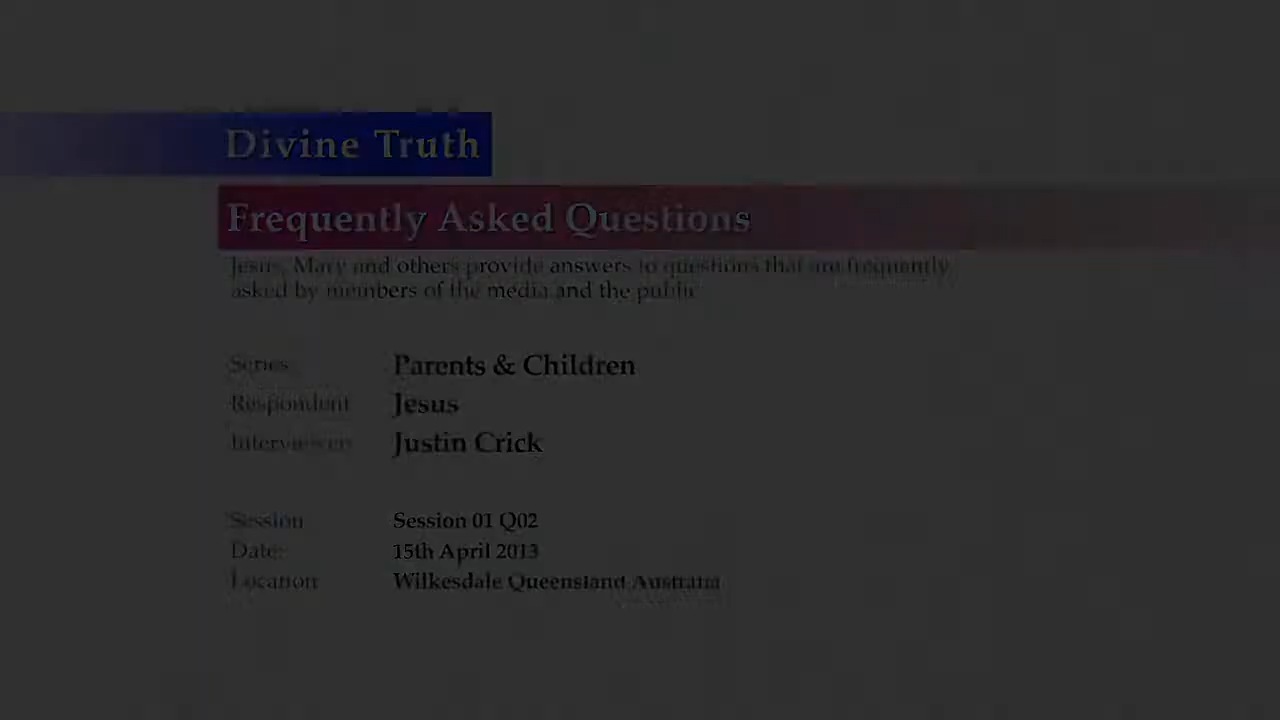 Divine Truth
Frequently Asked Questions
Jesus, Mary and others provide answers to questions that are frequently
asked by members of the media and the public
Series: Parents & Children
Respondent: Jesus
Interviewer: Justin Crick
Session: Session 01 Q02
Date: 15th April 2013
Location: Wilkesdale Queensland Australia